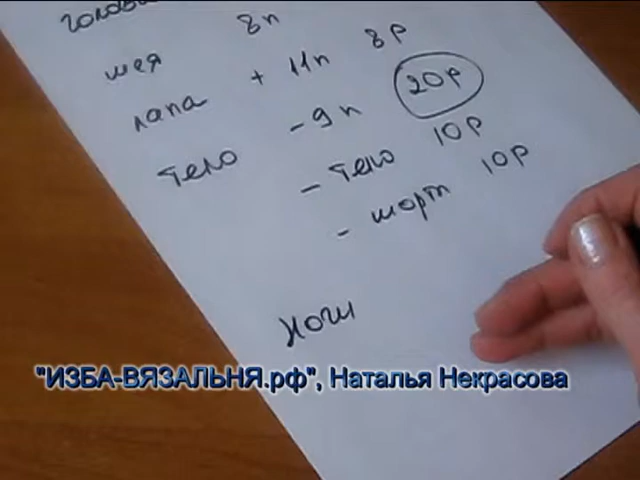 шея 8п 8р
лапа + 11п 20р
тело - 9п
- тело 10р
- шорт 10р
ноги
"ИЗБА-ВЯЗАЛЬНЯ.рф", Наталья Некрасова